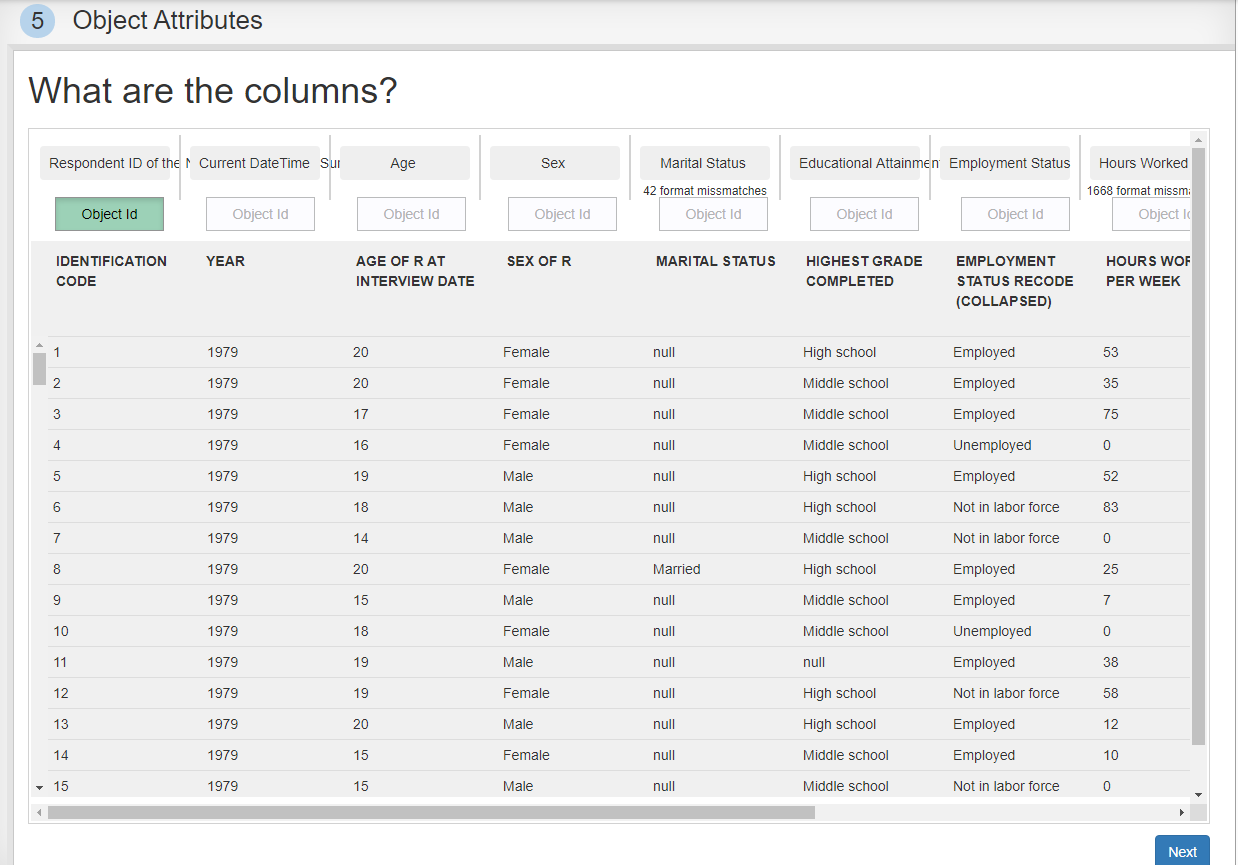 5 Object Attributes
What are the columns?
Respondent ID of the N Current DateTime Sur Age Sex Marital Status Educational Attainmen Employment Status Hours Worked
42 format missmatches 1668 format missm
Object Id Object Id Object Id Object Id Object Id Object Id Object Id Object I
IDENTIFICATION YEAR AGE OF R AT SEX OF R MARITAL STATUS HIGHEST GRADE EMPLOYMENT HOURS WOR
CODE INTERVIEW DATE COMPLETED STATUS RECODE PER WEEK
(COLLAPSED)
1 1979 20 Female null High school Employed 53
2 1979 20 Female null Middle school Employed 35
3 1979 17 Female null Middle school Employed 75
4 1979 16 Female null Middle school Unemployed 0
5 1979 19 Male null High school Employed 52
6 1979 18 Male null High school Not in labor force 83
7 1979 14 Male null Middle school Not in labor force 0
8 1979 20 Female Married High school Employed 25
9 1979 15 Male null Middle school Employed 7
10 1979 18 Female null Middle school Unemployed 0
11 1979 19 Male null null Employed 38
12 1979 19 Female null High school Not in labor force 58
13 1979 20 Male null High school Employed 12
14 1979 15 Female null Middle school Employed 10
15 1979 15 Male null Middle school Not in labor force 0
Next